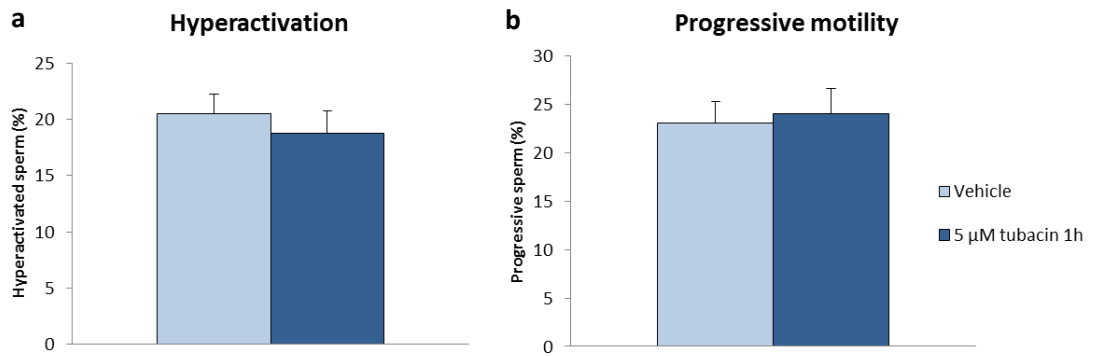 a
Hyperactivation
Hyperactivated sperm (%)
25
20
15
10
5
0
b
Progressive motility
Progressive sperm (%)
30
25
20
15
10
5
0
Vehicle
5 µM tubacin 1h